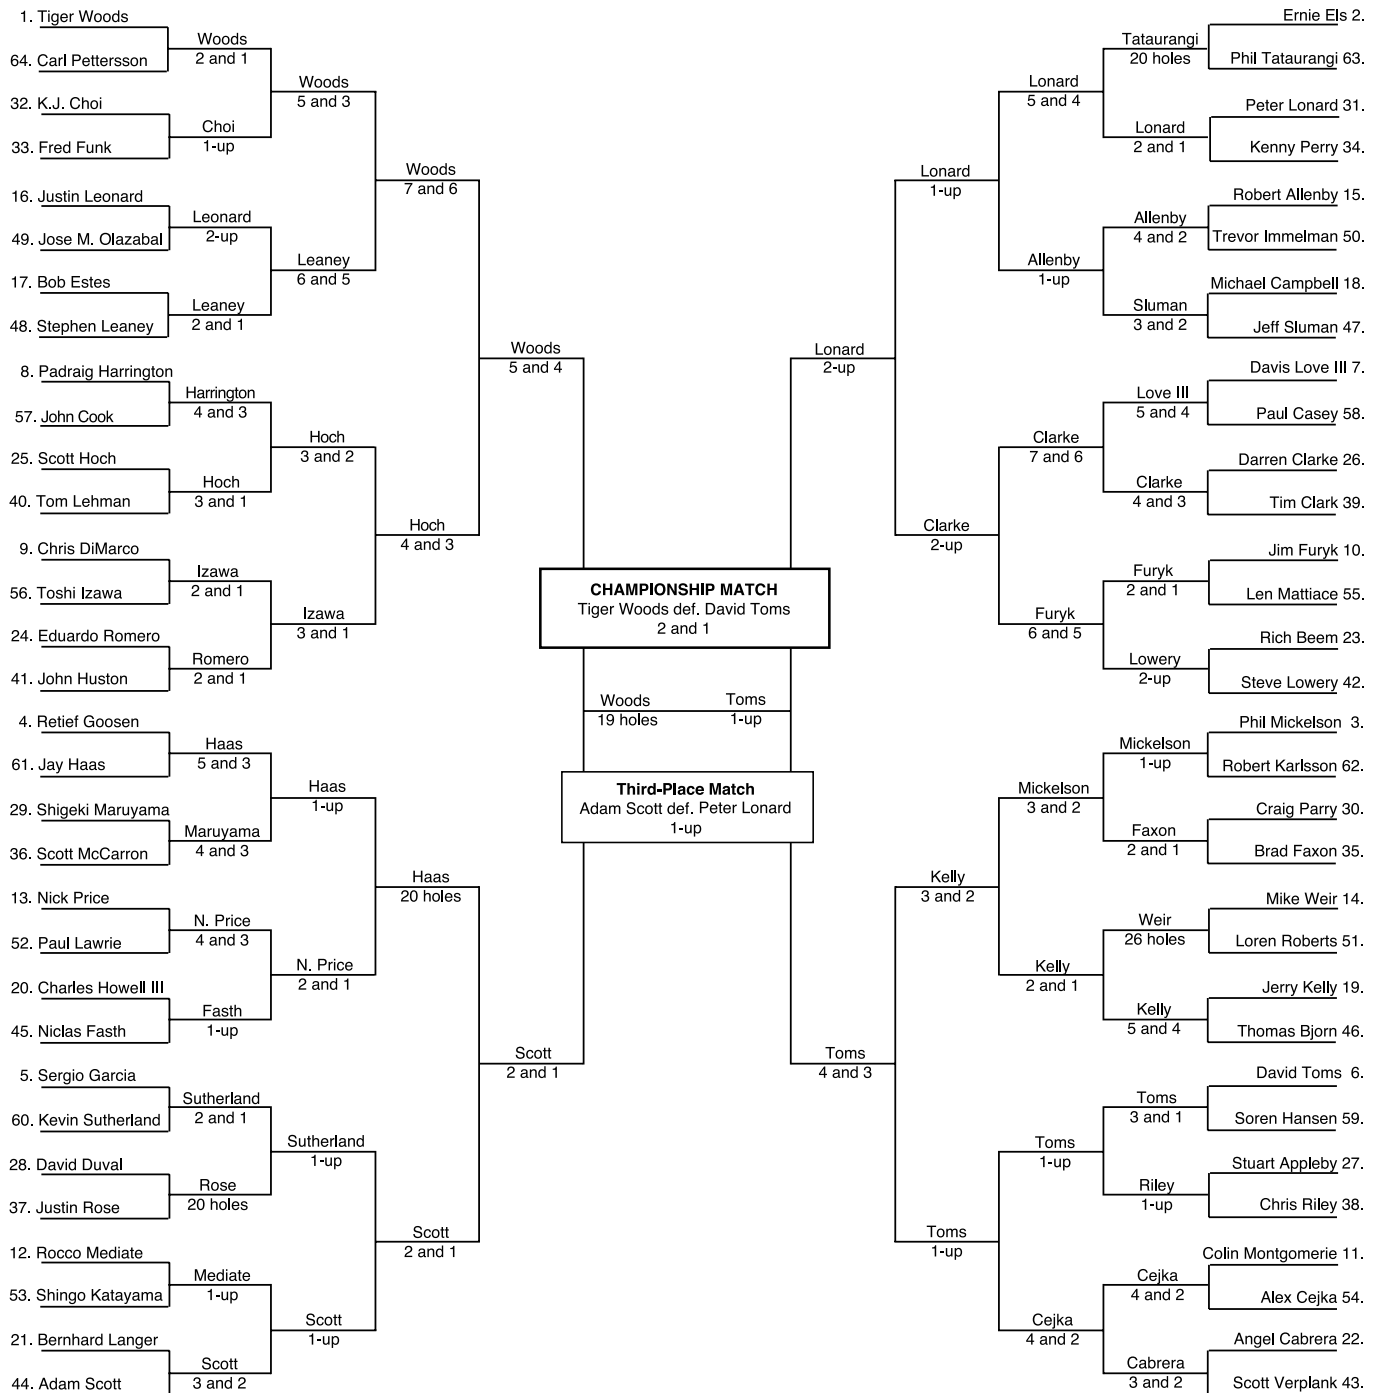 1. Tiger Woods
64. Carl Pettersson
32. K.J. Choi
33. Fred Funk
16. Justin Leonard
49. Jose M. Olazabal
17. Bob Estes
48. Stephen Leaney
8. Padraig Harrington
57. John Cook
25. Scott Hoch
40. Tom Lehman
9. Chris DiMarco
56. Toshi Izawa
24. Eduardo Romero
41. John Huston
4. Retief Goosen
61. Jay Haas
29. Shigeki Maruyama
36. Scott McCarron
13. Nick Price
52. Paul Lawrie
20. Charles Howell III
45. Niclas Fasth
5. Sergio Garcia
60. Kevin Sutherland
28. David Duval
37. Justin Rose
12. Rocco Mediate
53. Shingo Katayama
21. Bernhard Langer
44. Adam Scott
Woods
2 and 1
Choi
1-up
Leonard
2-up
Leaney
2 and 1
Harrington
4 and 3
Hoch
3 and 1
Izawa
2 and 1
Romero
2 and 1
Haas
5 and 3
Maruyama
4 and 3
N. Price
4 and 3
Fasth
1-up
Sutherland
2 and 1
Rose
20 holes
Mediate
1-up
Scott
3 and 2
Woods
5 and 3
Leaney
6 and 5
Hoch
3 and 2
Izawa
3 and 1
Haas
1-up
N. Price
2 and 1
Sutherland
1-up
Scott
1-up
Woods
7 and 6
Hoch
4 and 3
Haas
20 holes
Scott
2 and 1
Woods
5 and 4
Scott
2 and 1
CHAMPIONSHIP MATCH
Tiger Woods def. David Toms
2 and 1
Woods
19 holes
Toms
1-up
Third-Place Match
Adam Scott def. Peter Lonard
1-up
Lonard
2-up
Toms
4 and 3
Lonard
1-up
Clarke
2-up
Kelly
3 and 2
Toms
1-up
Lonard
5 and 4
Allenby
1-up
Clarke
7 and 6
Furyk
6 and 5
Mickelson
3 and 2
Kelly
2 and 1
Toms
1-up
Cejka
4 and 2
Tataurangi
20 holes
Lonard
2 and 1
Allenby
4 and 2
Sluman
3 and 2
Love III
5 and 4
Clarke
4 and 3
Furyk
2 and 1
Lowery
2-up
Mickelson
1-up
Faxon
2 and 1
Weir
26 holes
Kelly
5 and 4
Toms
3 and 1
Riley
1-up
Cejka
4 and 2
Cabrera
3 and 2
Ernie Els 2.
Phil Tataurangi 63.
Peter Lonard 31.
Kenny Perry 34.
Robert Allenby 15.
Trevor Immelman 50.
Michael Campbell 18.
Jeff Sluman 47.
Davis Love III 7.
Paul Casey 58.
Darren Clarke 26.
Tim Clark 39.
Jim Furyk 10.
Len Mattiace 55.
Rich Beem 23.
Steve Lowery 42.
Phil Mickelson 3.
Robert Karlsson 62.
Craig Parry 30.
Brad Faxon 35.
Mike Weir 14.
Loren Roberts 51.
Jerry Kelly 19.
Thomas Bjorn 46.
David Toms 6.
Soren Hansen 59.
Stuart Appleby 27.
Chris Riley 38.
Colin Montgomerie 11.
Alex Cejka 54.
Angel Cabrera 22.
Scott Verplank 43.